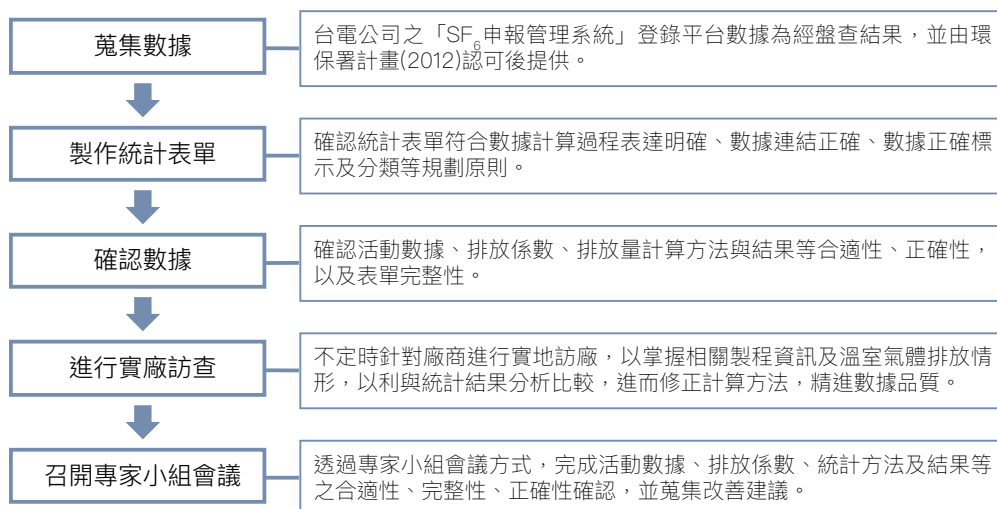 蒐集數據
台電公司之「SF6申報管理系統」登錄平台數據為經盤查結果，並由環
保署計畫(2012)認可後提供。
製作統計表單
確認統計表單符合數據計算過程表達明確、數據連結正確、數據正確標
示及分類等規劃原則。
確認數據
確認活動數據、排放係數、排放量計算方法與結果等合適性、正確性，
以及表單完整性。
進行實廠訪查
不定時針對廠商進行實地訪廠，以掌握相關製程資訊及溫室氣體排放情
形，以利與統計結果分析比較，進而修正計算方法，精進數據品質。
召開專家小組會議
透過專家小組會議方式，完成活動數據、排放係數、統計方法及結果等
之合適性、完整性、正確性確認，並蒐集改善建議。